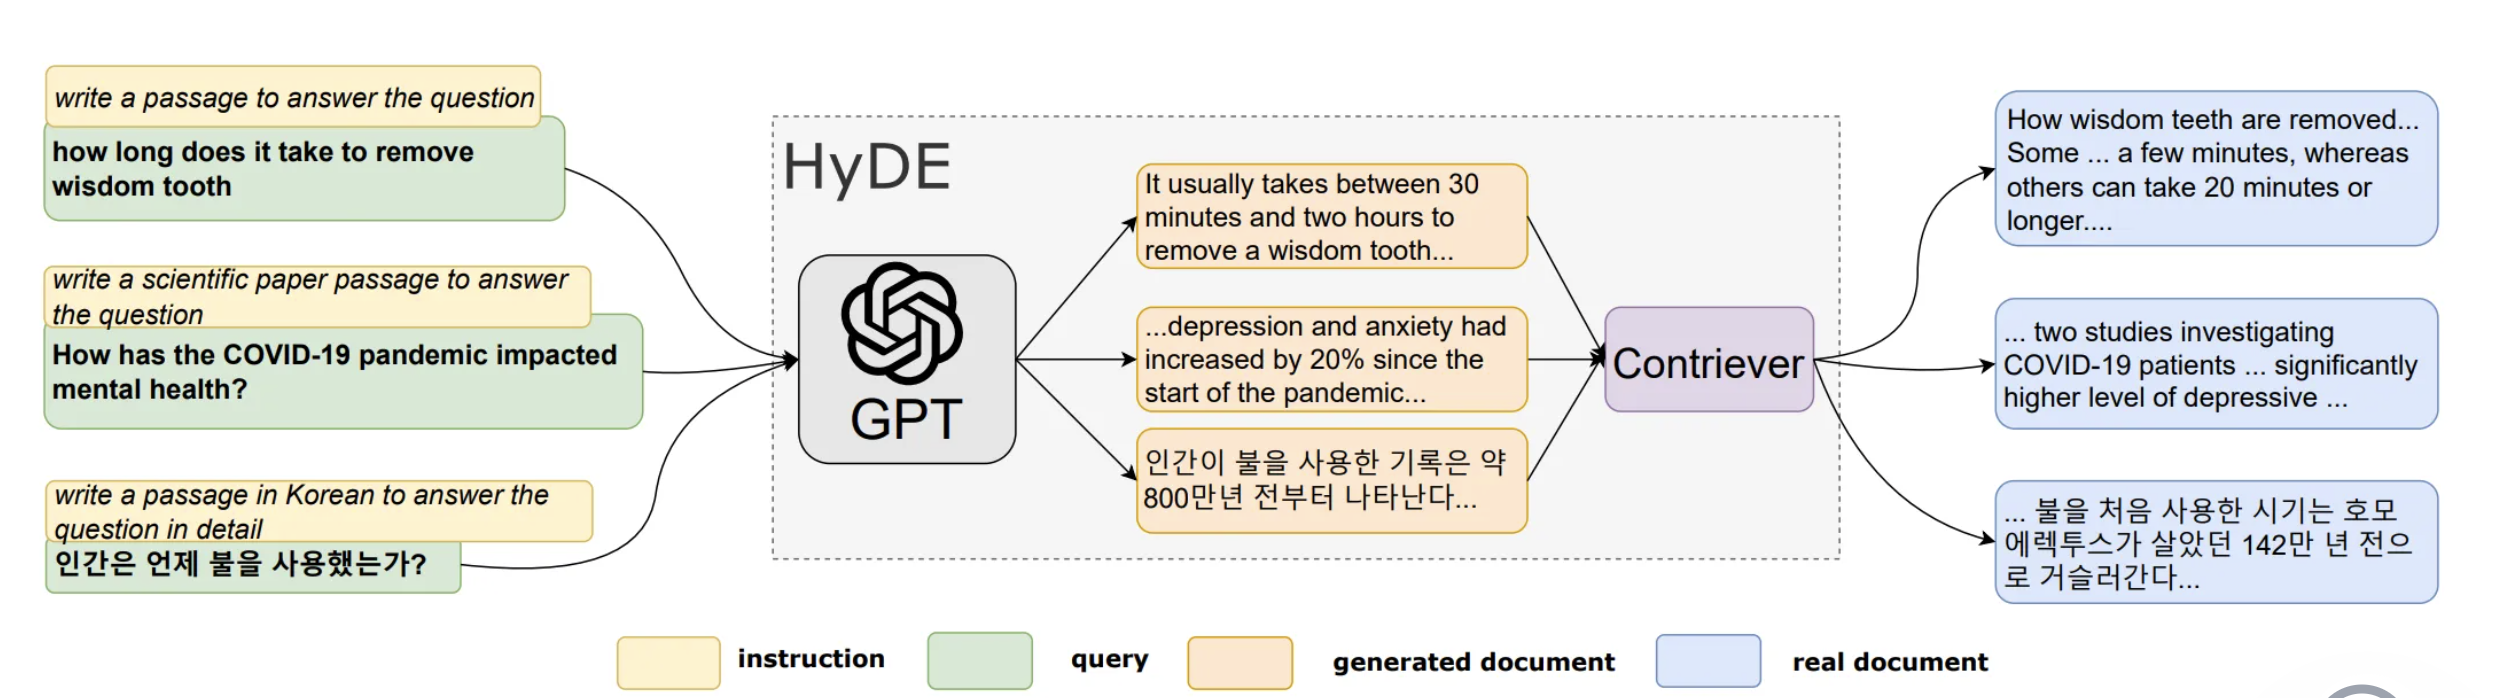 write a passage to answer the question
how long does it take to remove
wisdom tooth
write a scientific paper passage to answer
the question
How has the COVID-19 pandemic impacted
mental health?
write a passage in Korean to answer the
question in detail
인간은 언제 불을 사용했는가?
HyDE
GPT
It usually takes between 30
minutes and two hours to
remove a wisdom tooth...
...depression and anxiety had
increased by 20% since the
start of the pandemic...
인간이 불을 사용한 기록은 약
800만년 전부터 나타난다...
Contriever
How wisdom teeth are removed...
Some ... a few minutes, whereas
others can take 20 minutes or
longer....
... two studies investigating
COVID-19 patients ... significantly
higher level of depressive ...
... 불을 처음 사용한 시기는 호모
에렉투스가 살았던 142만 년 전으
로 거슬러간다...
instruction
query
generated document
real document